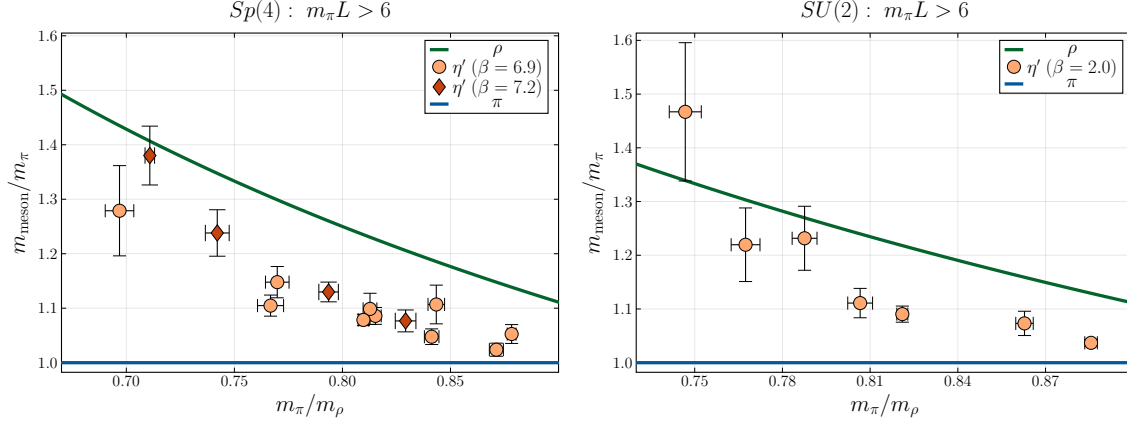 Sp(4) : m_π L > 6
1.6
1.5
1.4
1.3
1.2
1.1
1.0
m_meson/m_π
ρ
η′ (β = 6.9)
η′ (β = 7.2)
π
0.70
0.75
0.80
0.85
m_π/m_ρ
SU(2) : m_π L > 6
1.6
1.5
1.4
1.3
1.2
1.1
1.0
m_meson/m_π
ρ
η′ (β = 2.0)
π
0.75
0.78
0.81
0.84
0.87
m_π/m_ρ